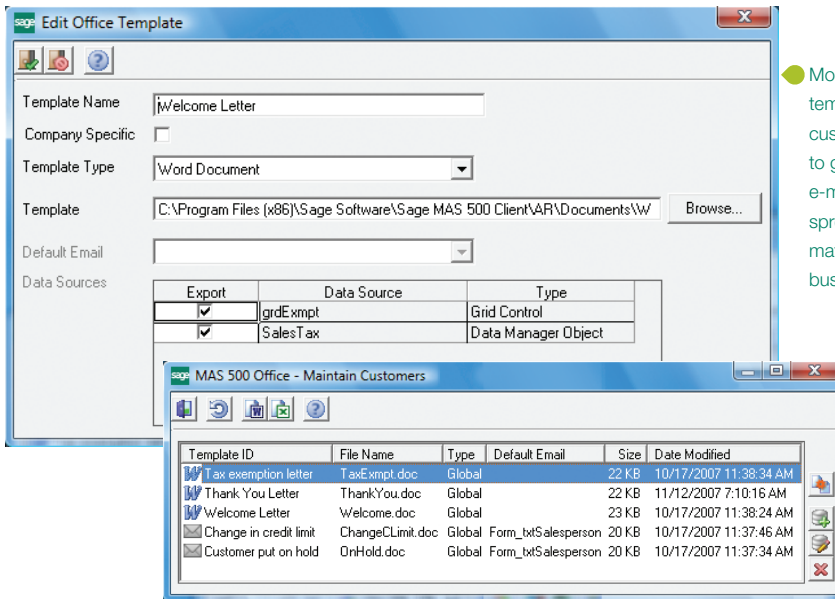 sage Edit Office Template
Template Name Welcome Letter
Company Specific
Template Type Word Document
Template C:\Program Files (x86)\Sage Software\Sage MAS 500 Client\AR\Documents\W Browse...
Default Email
Data Sources
Export Data Source Type
grdExmpt Grid Control
SalesTax Data Manager Object
sage MAS 500 Office - Maintain Customers
Template ID File Name Type Default Email Size Date Modified
Tax exemption letter TaxExmpt.doc Global 22 KB 10/17/2007 11:38:34 AM
Thank You Letter ThankYou.doc Global 22 KB 11/12/2007 7:10:16 AM
Welcome Letter Welcome.doc Global 23 KB 10/17/2007 11:38:24 AM
Change in credit limit ChangeCLimit.doc Global Form_txtSalesperson 20 KB 10/17/2007 11:37:46 AM
Customer put on hold OnHold.doc Global Form_txtSalesperson 20 KB 10/17/2007 11:37:34 AM
Mo
tem
cus
to g
e-m
spr
ma
bus